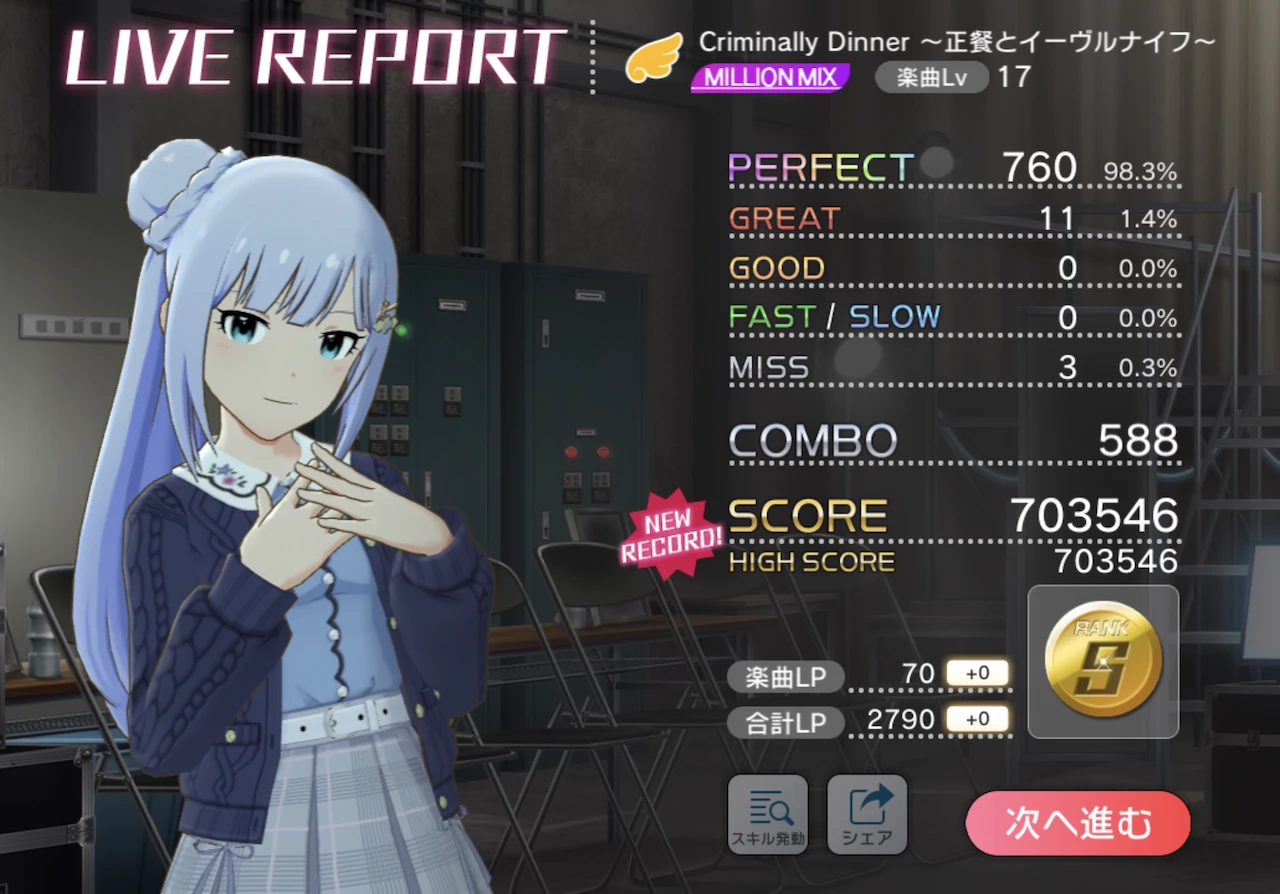 LIVE REPORT
Criminally Dinner ～正餐とイーヴルナイフ～
MILLION MIX 楽曲Lv 17
PERFECT 760 98.3%
GREAT 11 1.4%
GOOD 0 0.0%
FAST / SLOW 0 0.0%
MISS 3 0.3%
COMBO 588
NEW RECORD!
SCORE 703546
HIGH SCORE 703546
RANK
S
楽曲LP 70 +0
合計LP 2790 +0
スキル発動
シェア
次へ進む